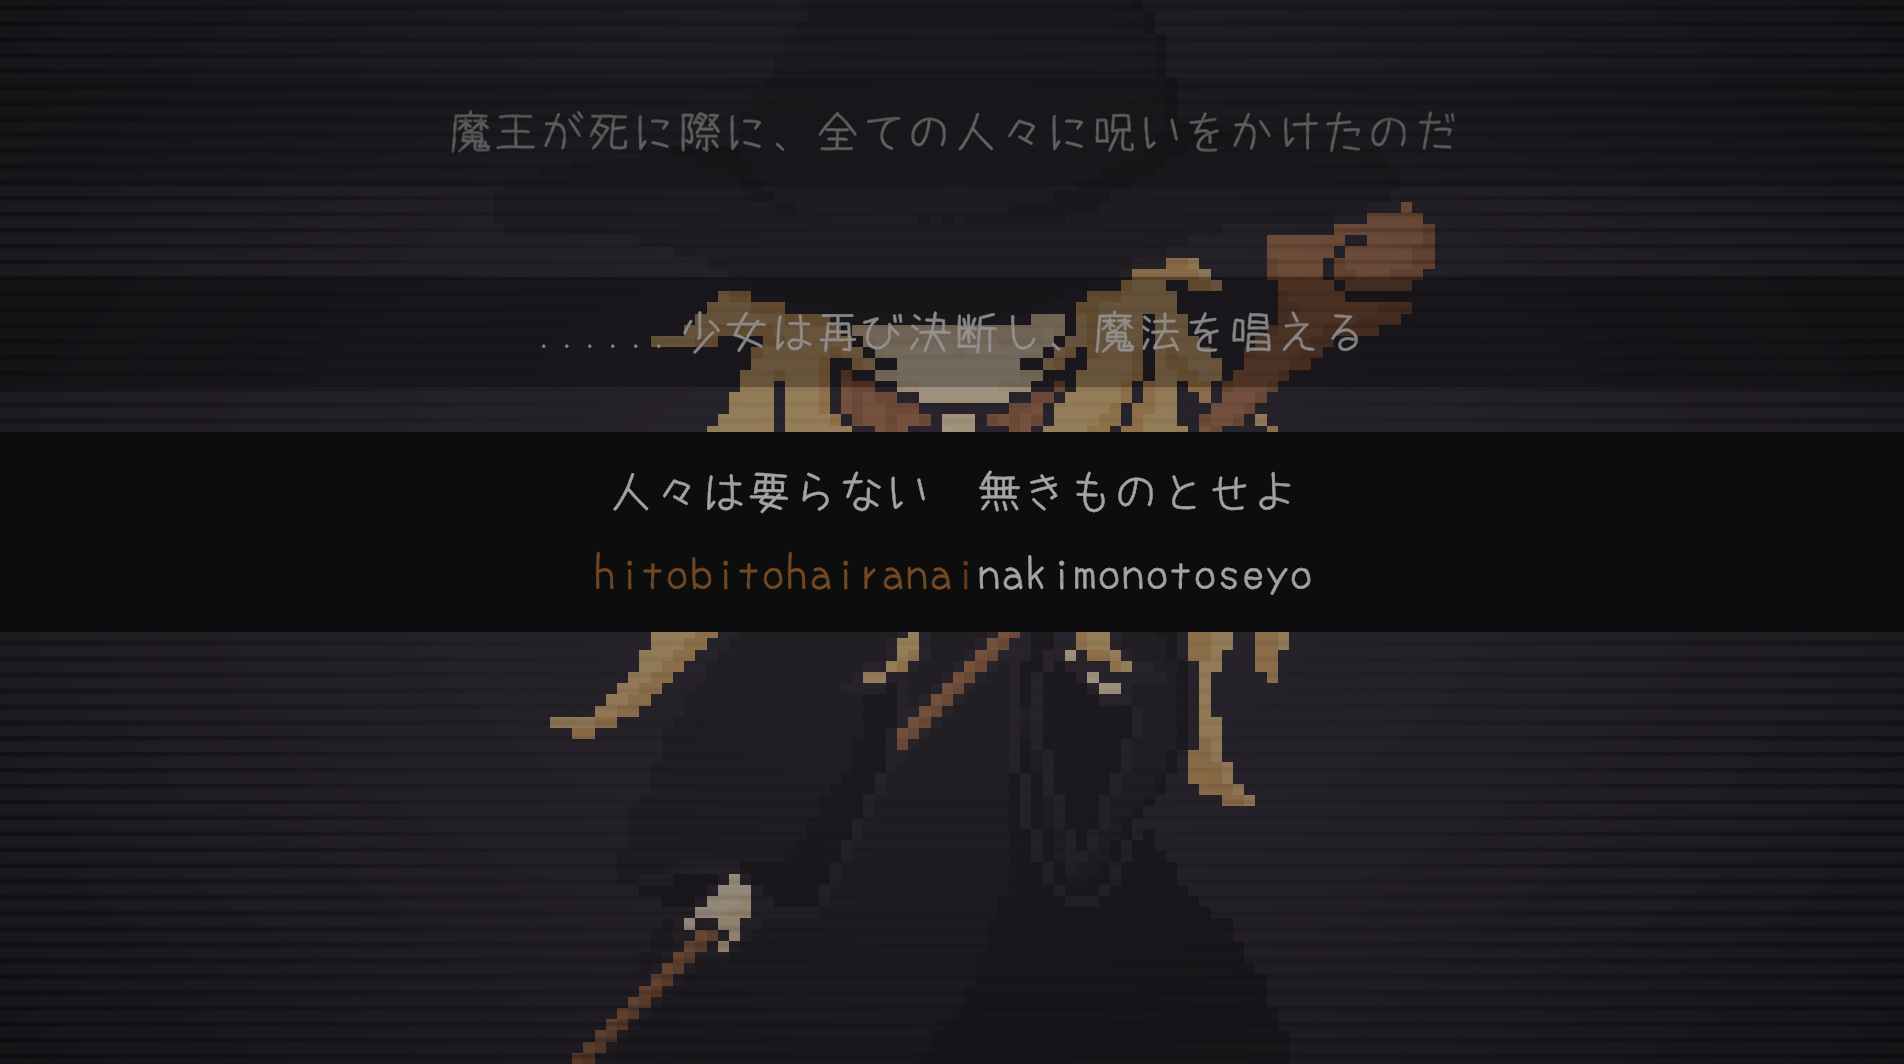 魔王が死に際に、全ての人々に呪いをかけたのだ
......少女は再び決断し、魔法を唱える
人々は要らない　無きものとせよ
hitobitohairanainakimonotoseyo